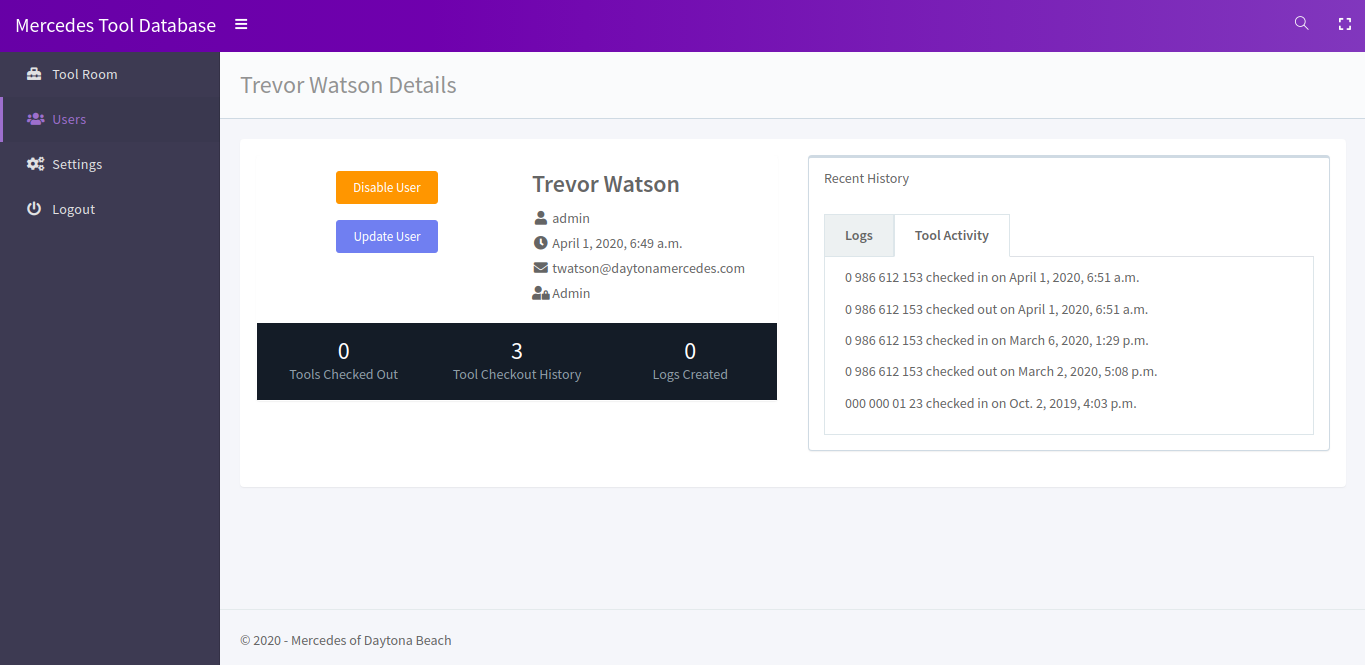 Mercedes Tool Database
Tool Room
Users
Settings
Logout
Trevor Watson Details
Disable User
Update User
Trevor Watson
admin
April 1, 2020, 6:49 a.m.
twatson@daytonamercedes.com
Admin
0
Tools Checked Out
3
Tool Checkout History
0
Logs Created
Recent History
Logs
Tool Activity
0 986 612 153 checked in on April 1, 2020, 6:51 a.m.
0 986 612 153 checked out on April 1, 2020, 6:51 a.m.
0 986 612 153 checked in on March 6, 2020, 1:29 p.m.
0 986 612 153 checked out on March 2, 2020, 5:08 p.m.
000 000 01 23 checked in on Oct. 2, 2019, 4:03 p.m.
© 2020 - Mercedes of Daytona Beach